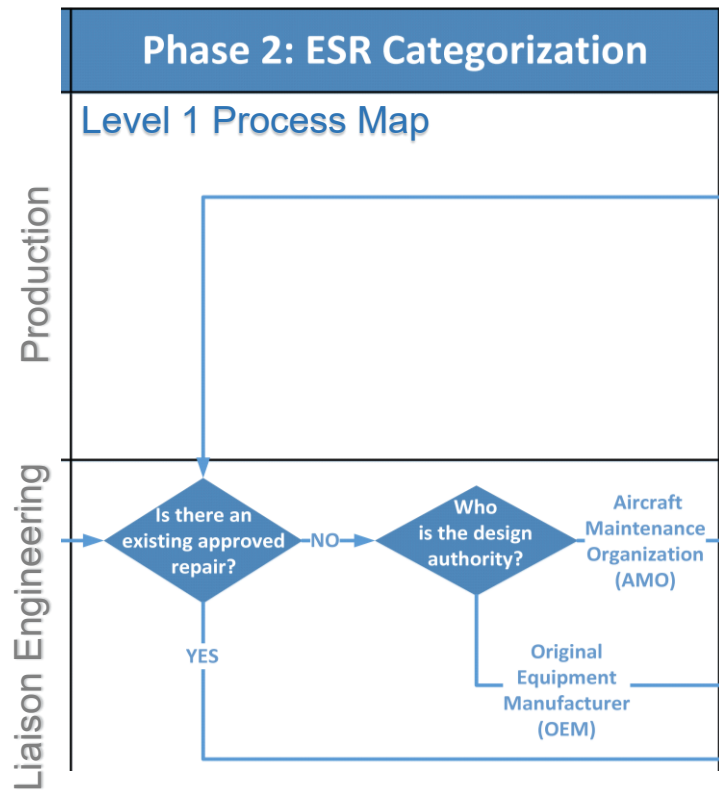 Phase 2: ESR Categorization
Level 1 Process Map
Production
Liaison Engineering
Is there an
existing approved
repair?
NO
Who
is the design
authority?
Aircraft
Maintenance
Organization
(AMO)
YES
Original
Equipment
Manufacturer
(OEM)